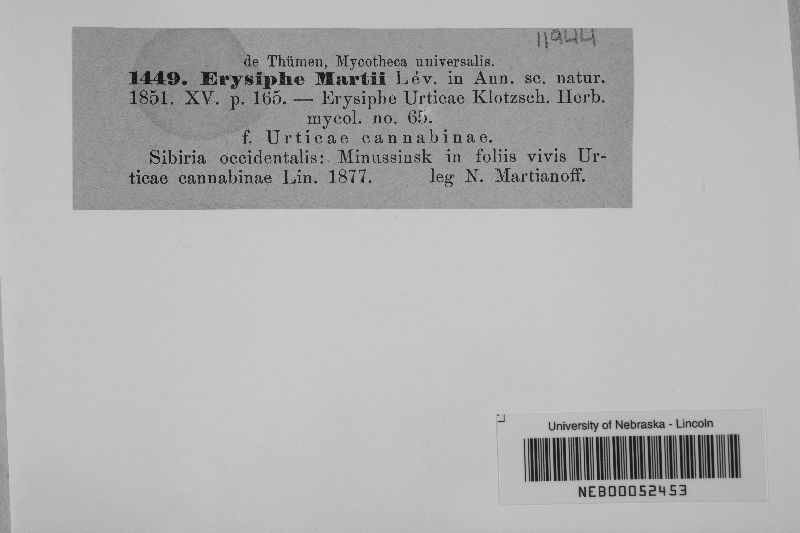 11944
de Thümen, Mycotheca universalis.
1449. Erysiphe Martii Lév. in Ann. sc. natur.
1851. XV. p. 165. — Erysiphe Urticae Klotzsch. Herb.
mycol. no. 65.
f. Urticae cannabinae.
Sibiria occidentalis: Minussinsk in foliis vivis Ur-
ticae cannabinae Lin. 1877. leg N. Martianoff.
University of Nebraska - Lincoln
NEB00052453